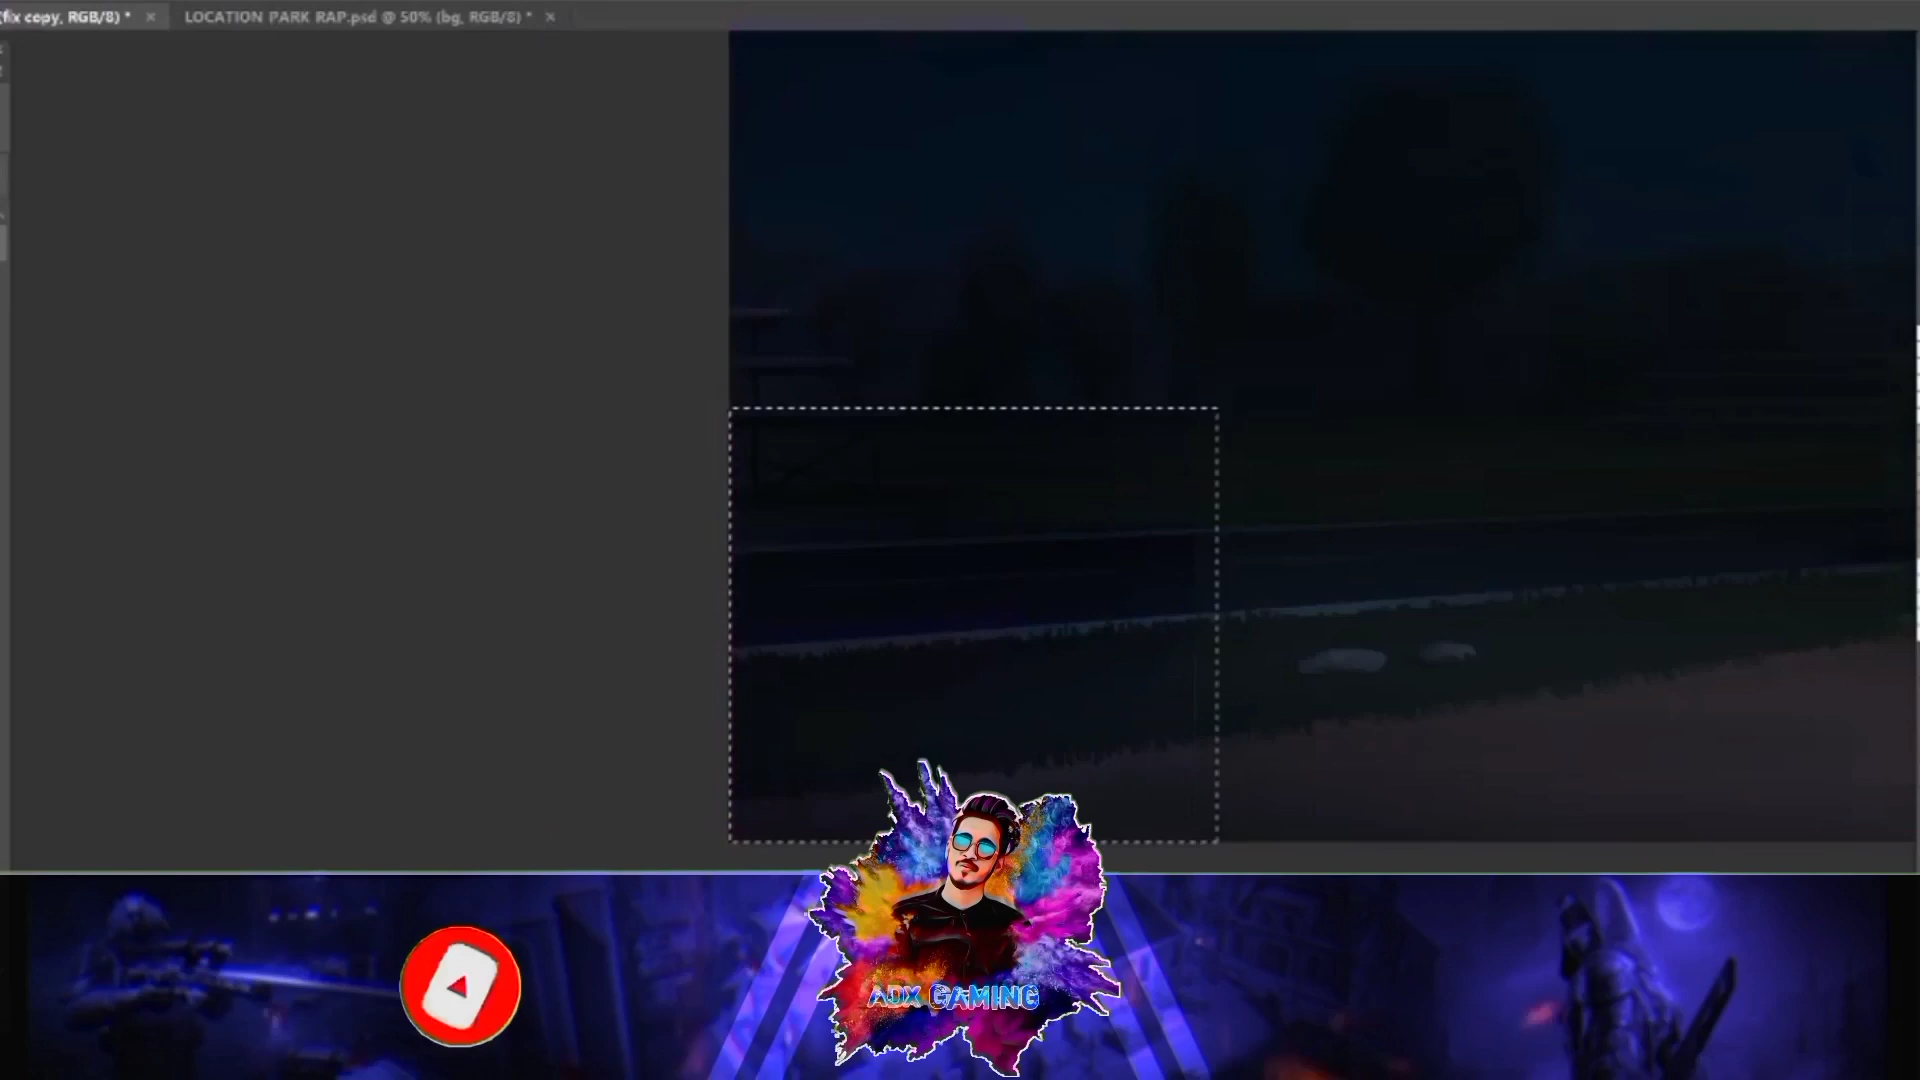 (fix copy, RGB/8) * × LOCATION PARK RAP.psd @ 50% (bg, RGB/8) * ×
ADX GAMING